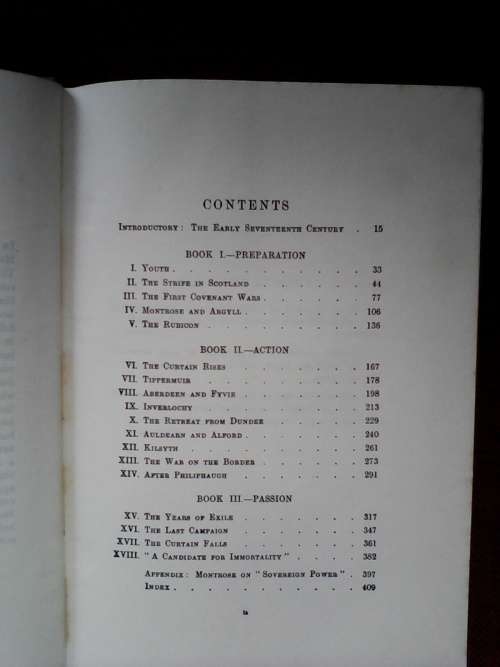 CONTENTS
INTRODUCTORY: THE EARLY SEVENTEENTH CENTURY . 15
BOOK I.—PREPARATION
I. YOUTH . . . . . . . . . . . 33
II. THE STRIFE IN SCOTLAND . . . . . . 44
III. THE FIRST COVENANT WARS . . . . . . 77
IV. MONTROSE AND ARGYLL . . . . . . 106
V. THE RUBICON . . . . . . . . 136
BOOK II.—ACTION
VI. THE CURTAIN RISES . . . . . . . 167
VII. TIPPERMUIR . . . . . . . . 178
VIII. ABERDEEN AND FYVIE . . . . . . 198
IX. INVERLOCHY . . . . . . . . 213
X. THE RETREAT FROM DUNDEE . . . . . 229
XI. AULDEARN AND ALFORD . . . . . . 240
XII. KILSYTH . . . . . . . . . 261
XIII. THE WAR ON THE BORDER . . . . . 273
XIV. AFTER PHILIPHAUGH . . . . . . 291
BOOK III.—PASSION
XV. THE YEARS OF EXILE . . . . . . 317
XVI. THE LAST CAMPAIGN . . . . . . 347
XVII. THE CURTAIN FALLS . . . . . . 361
XVIII. "A CANDIDATE FOR IMMORTALITY" . . . . 382
APPENDIX: MONTROSE ON "SOVEREIGN POWER" . 397
INDEX . . . . . . . . . . 409